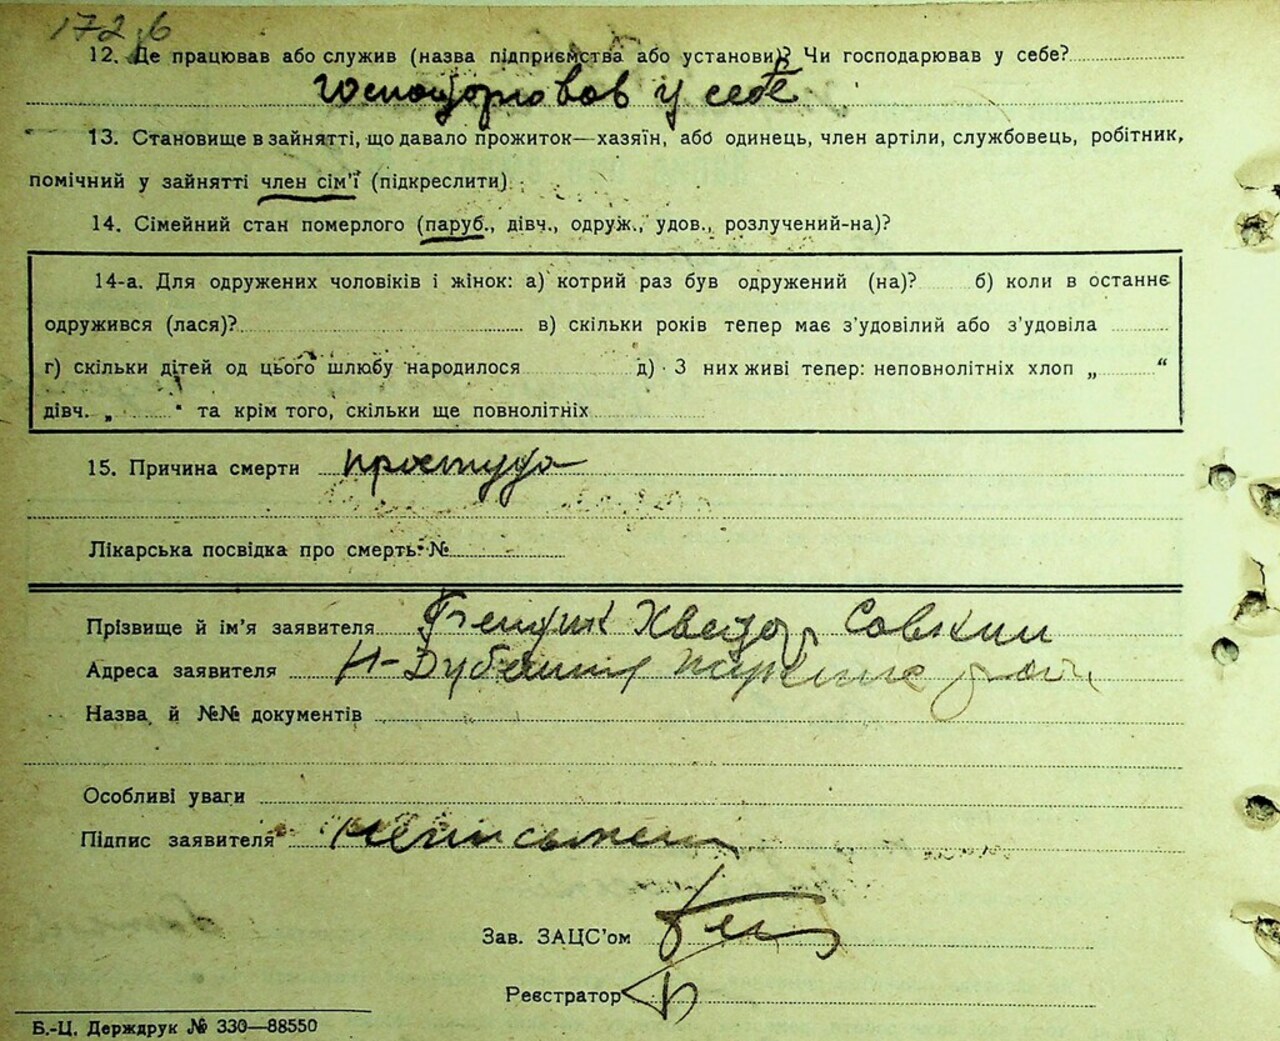 172 б
12. Де працював або служив (назва підприємства або установи)? Чи господарював у себе?
господорював у себе
13. Становище в зайнятті, що давало прожиток—хазяїн, або одинець, член артіли, службовець, робітник,
помічний у зайнятті член сім'ї (підкреслити)
14. Сімейний стан померлого (паруб., дівч., одруж., удов., розлучений-на)?
14-а. Для одружених чоловіків і жінок: а) котрий раз був одружений (на)? б) коли в останнє
одружився (лася)? в) скільки років тепер має з'удовілий або з'удовіла
г) скільки дітей од цього шлюбу народилося д) З них живі тепер: неповнолітніх хлоп „ “
дівч. „ “ та крім того, скільки ще повнолітніх
15. Причина смерти простуда
Лікарська посвідка про смерть: №
Прізвище й ім'я заявителя Хведор
Адреса заявителя
Назва й №№ документів
Особливі уваги
Підпис заявителя неписьмен
Зав. ЗАЦС'ом
Реєстратор
Б.-Ц. Держдрук № 330—88550